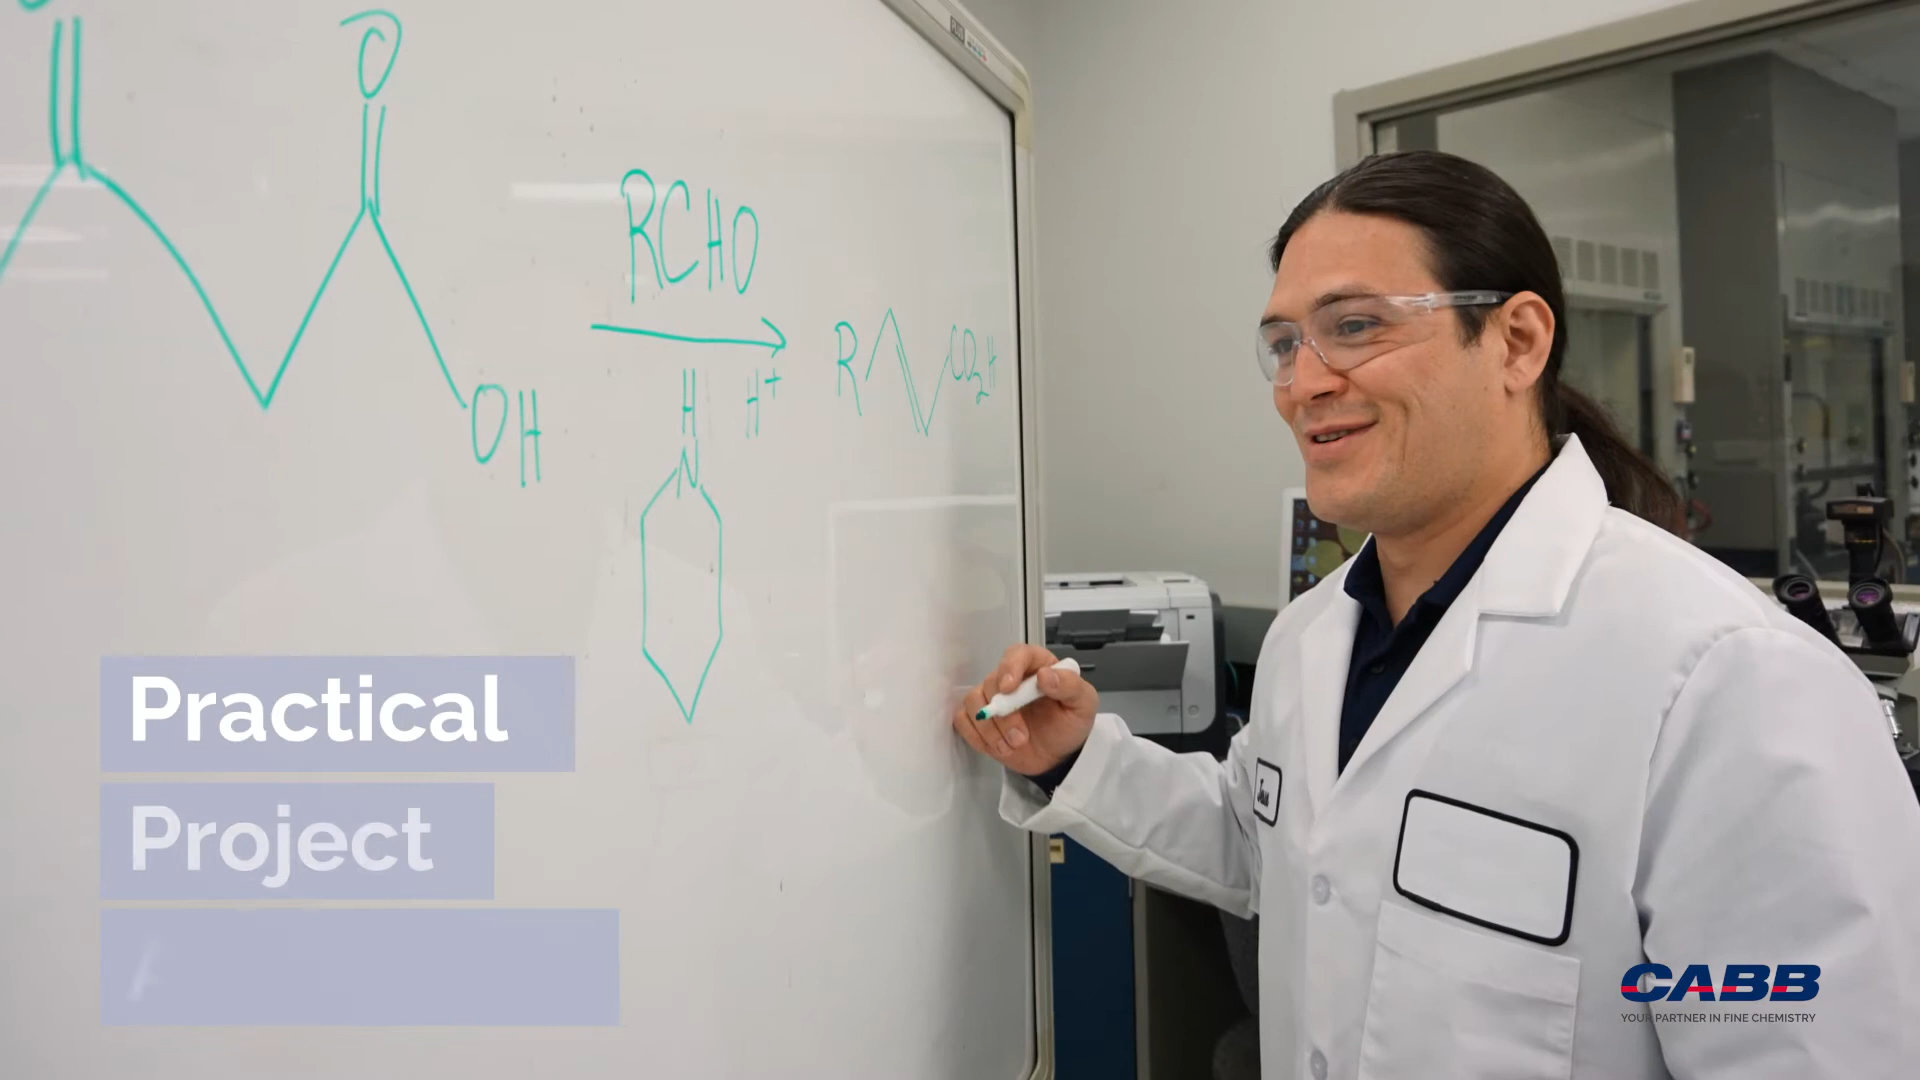 O
RCHO
R CO2H
H H+
N
OH
Practical
Project
A
CABB
YOUR PARTNER IN FINE CHEMISTRY